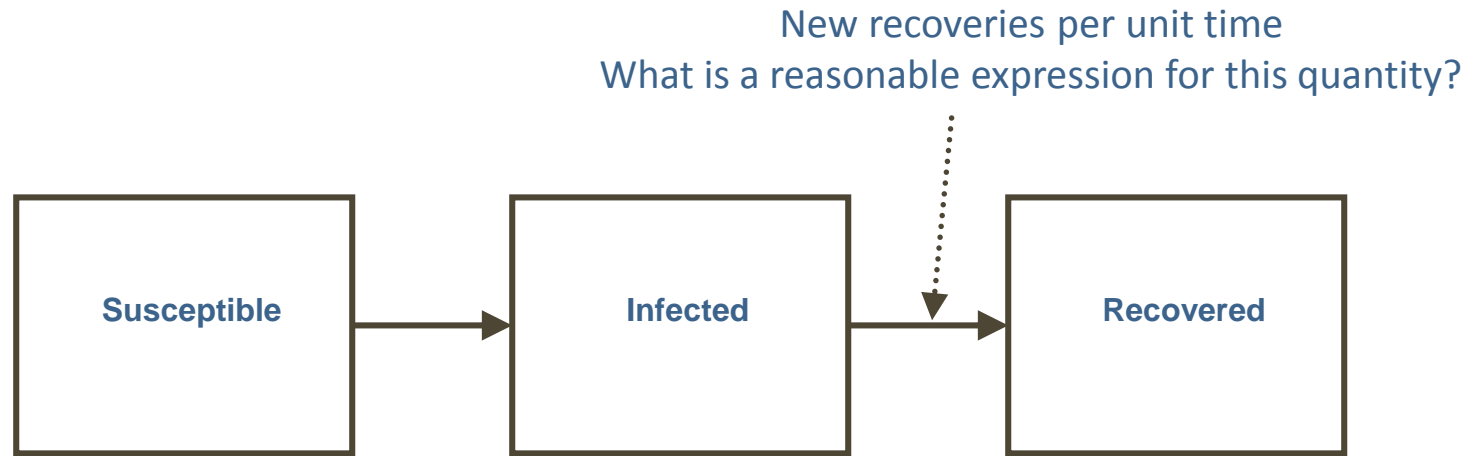 New recoveries per unit time
What is a reasonable expression for this quantity?
Susceptible
Infected
Recovered